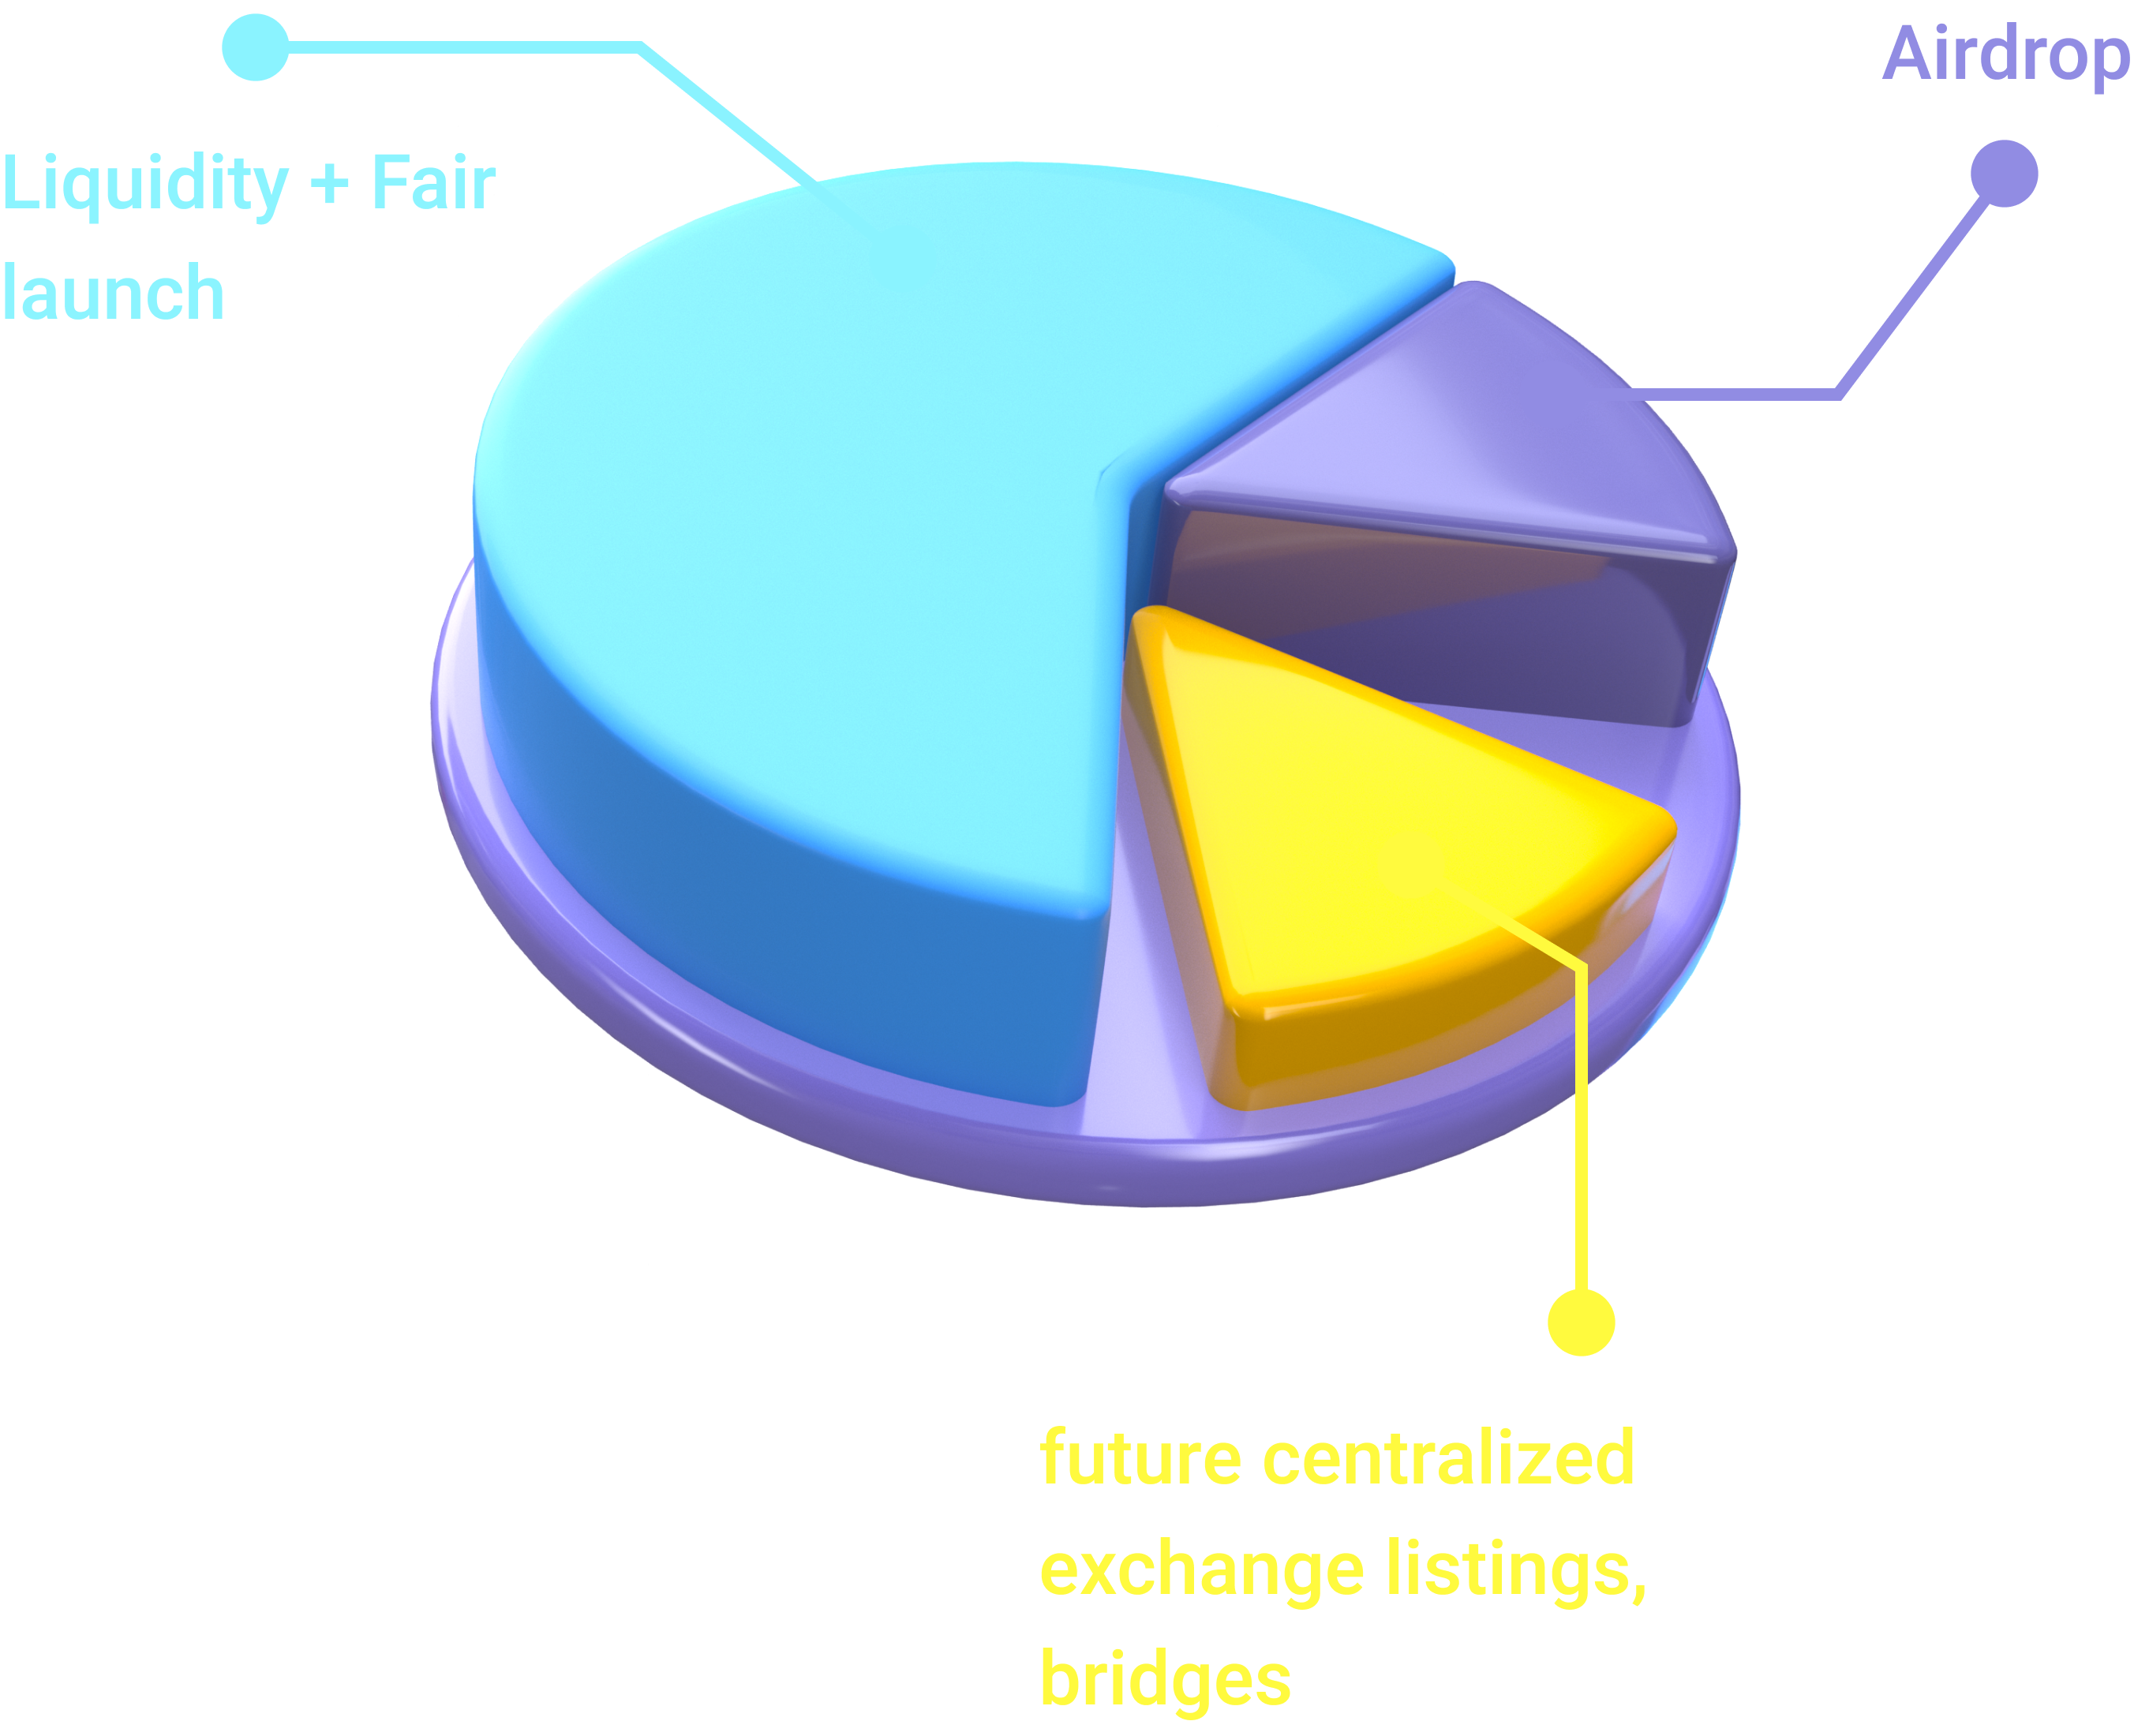 Airdrop
Liquidity + Fair
launch
future centralized
exchange listings,
bridges